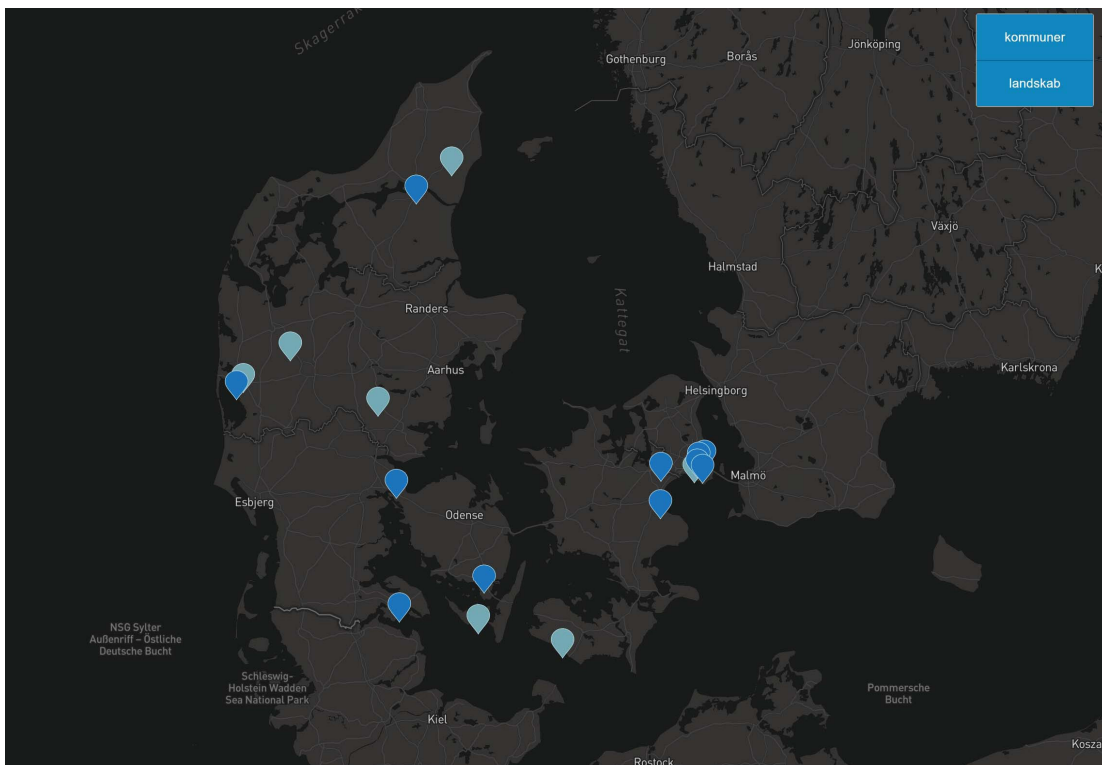 Skagerrak
Gothenburg
Borås
Jönköping
kommuner
landskab
Växjö
Halmstad
Kattegat
Randers
Aarhus
Helsingborg
Karlskrona
Malmö
Esbjerg
Odense
NSG Sylter
Außenriff – Östliche
Deutsche Bucht
Schleswig-
Holstein Wadden
Sea National Park
Kiel
Pommersche
Bucht
Rostock
Kosza